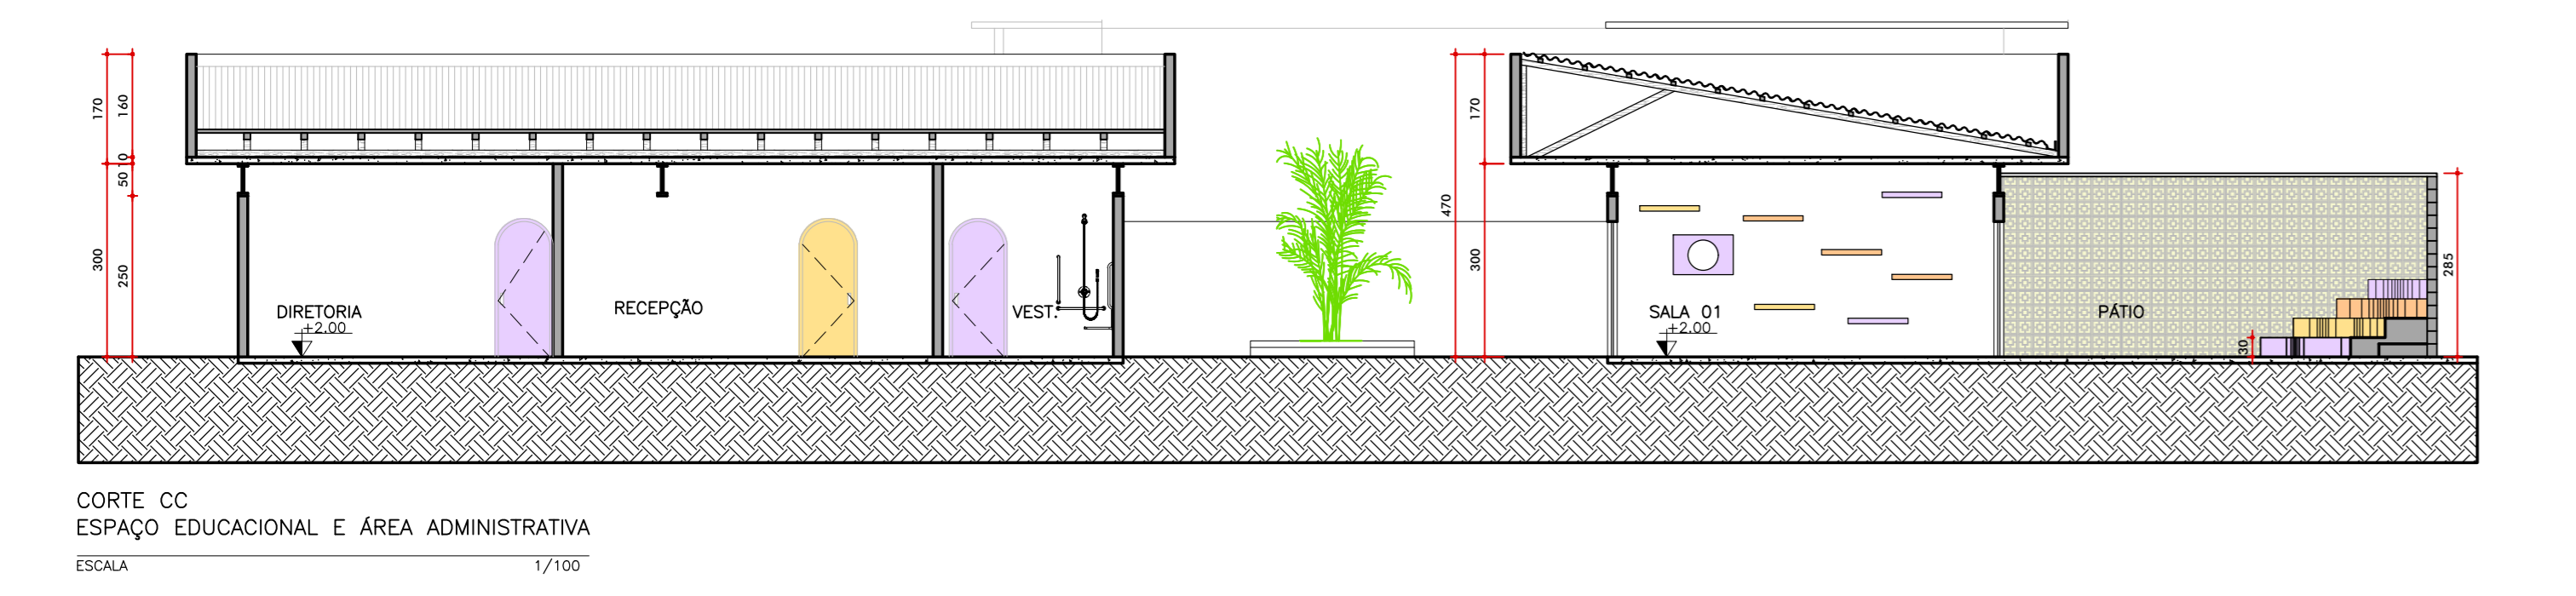 170
160
10
50
300
250
DIRETORIA
+2.00
RECEPÇÃO
VEST.
470
170
300
SALA 01
+2.00
PÁTIO
30
285
CORTE CC
ESPAÇO EDUCACIONAL E ÁREA ADMINISTRATIVA
ESCALA 1/100